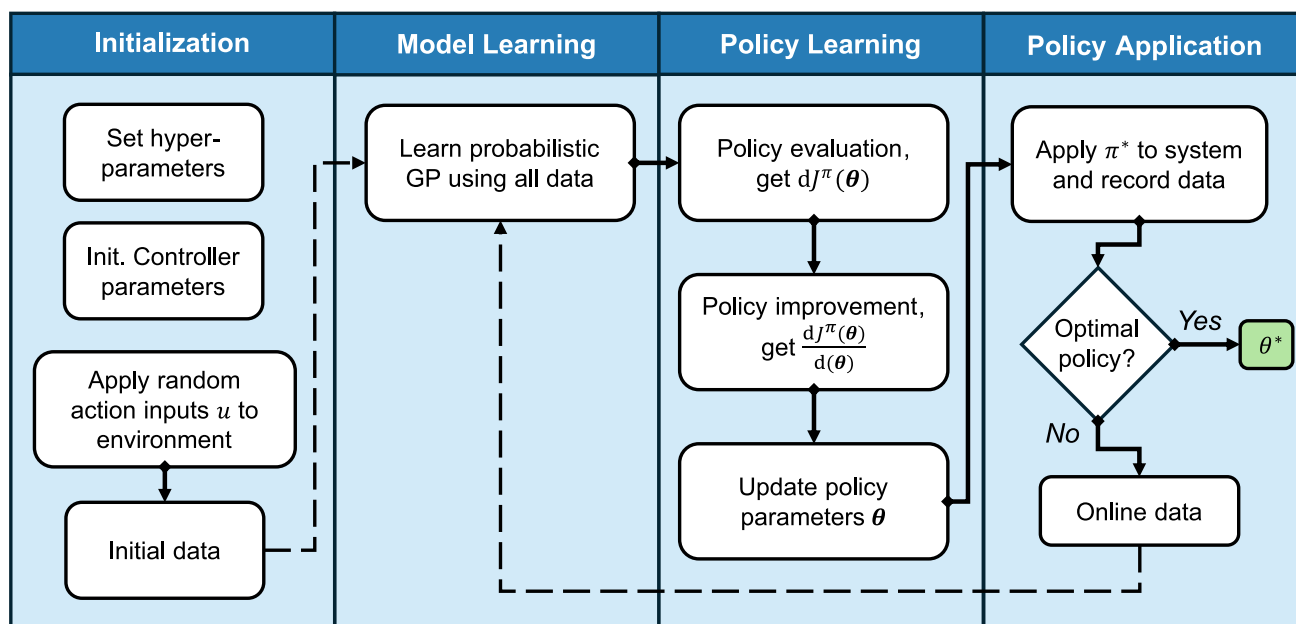 Initialization
Set hyper-
parameters
Init. Controller
parameters
Apply random
action inputs u to
environment
Initial data
Model Learning
Learn probabilistic
GP using all data
Policy Learning
Policy evaluation,
get dJ^π(θ)
Policy improvement,
get dJ^π(θ)/d(θ)
Update policy
parameters θ
Policy Application
Apply π* to system
and record data
Optimal
policy?
Yes
θ*
No
Online data